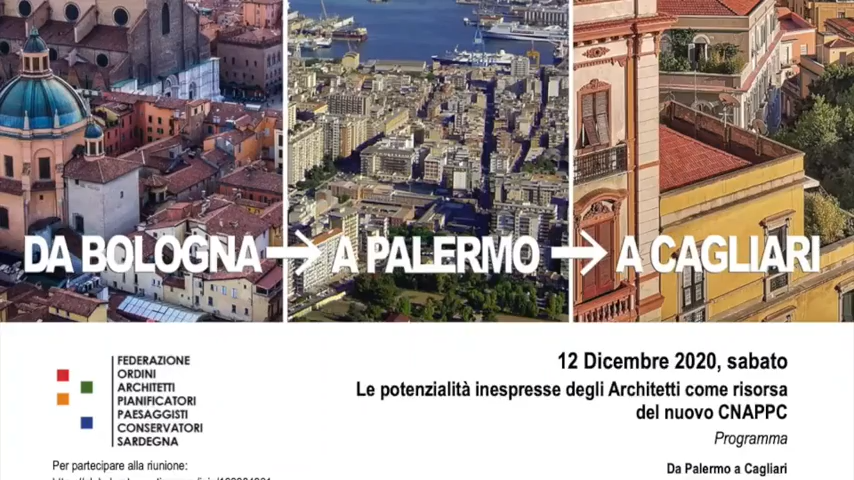 DA BOLOGNA → A PALERMO → A CAGLIARI
FEDERAZIONE
ORDINI
ARCHITETTI
PIANIFICATORI
PAESAGGISTI
CONSERVATORI
SARDEGNA
Per partecipare alla riunione:
12 Dicembre 2020, sabato
Le potenzialità inespresse degli Architetti come risorsa
del nuovo CNAPPC
Programma
Da Palermo a Cagliari